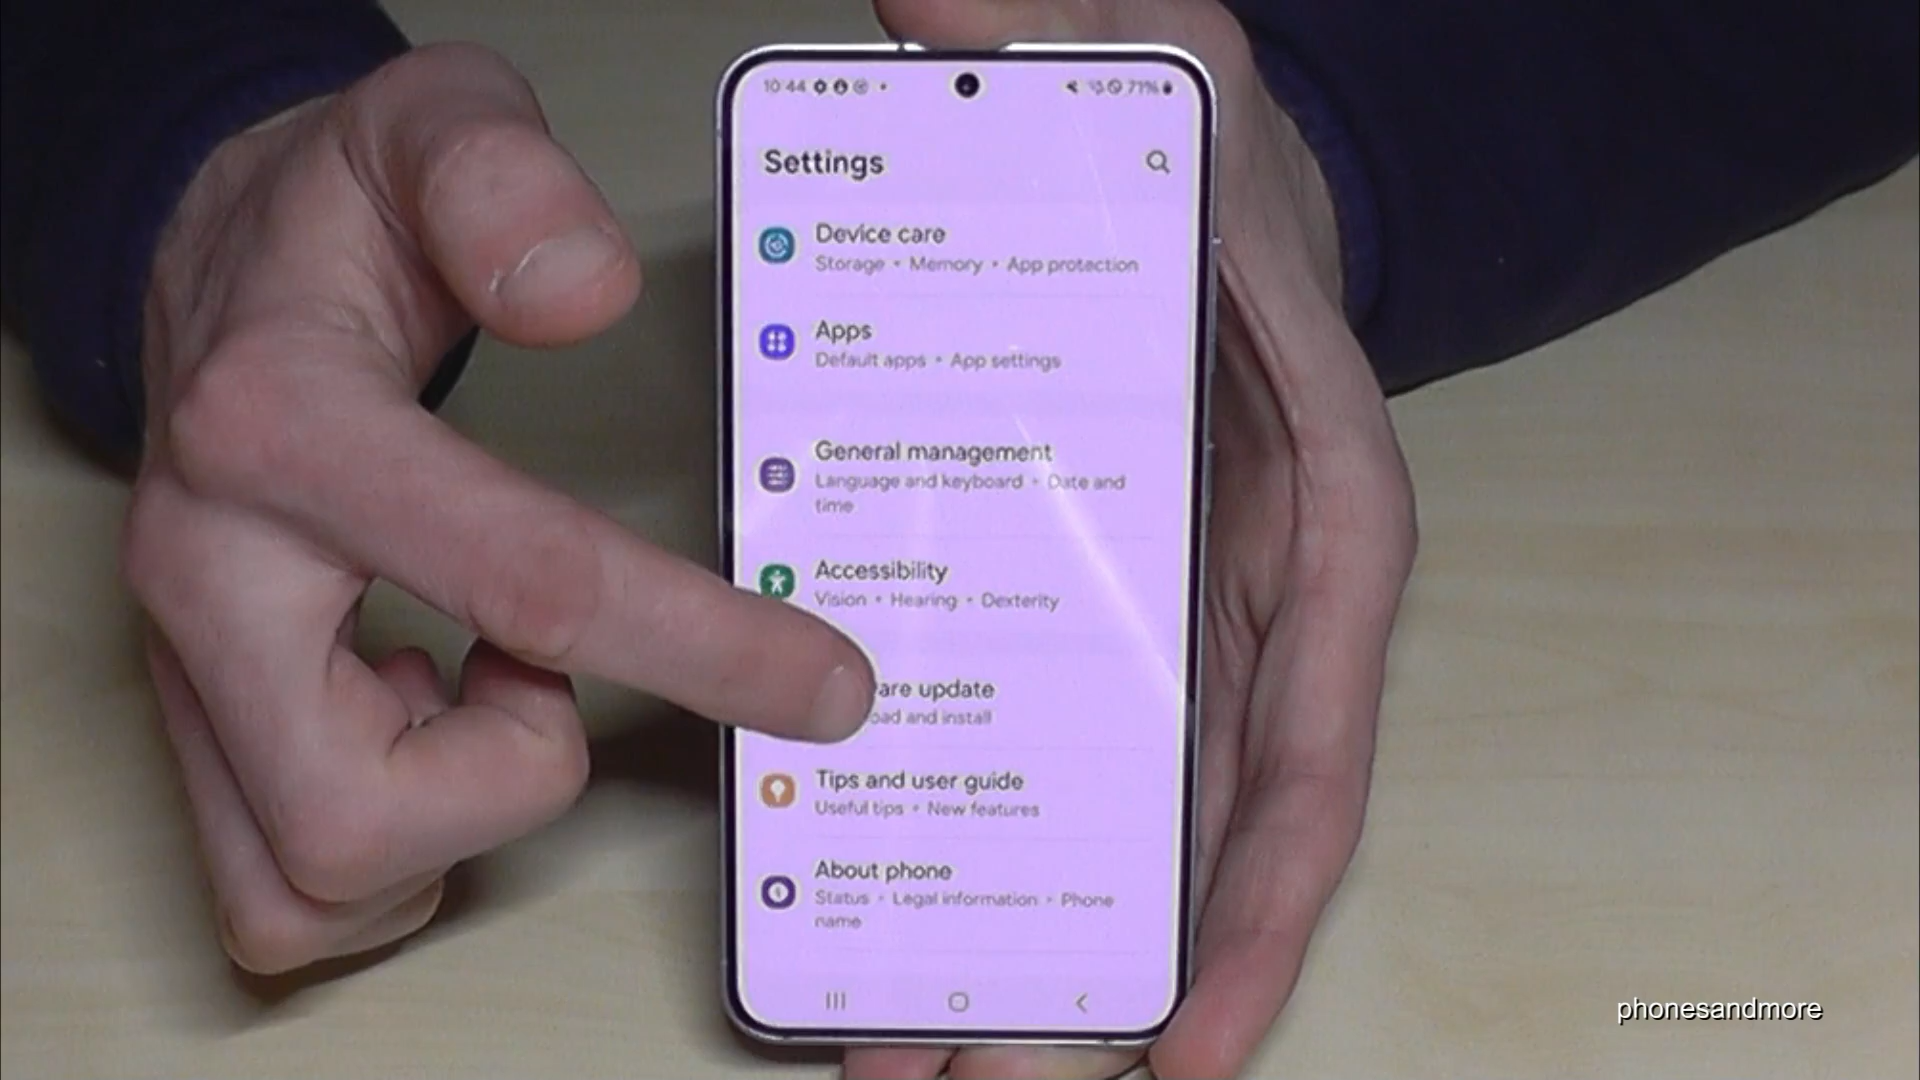 10:44
71%
Settings
Device care
Storage • Memory • App protection
Apps
Default apps • App settings
General management
Language and keyboard • Date and
time
Accessibility
Vision • Hearing • Dexterity
are update
oad and install
Tips and user guide
Useful tips • New features
About phone
Status • Legal information • Phone
name
phonesandmore